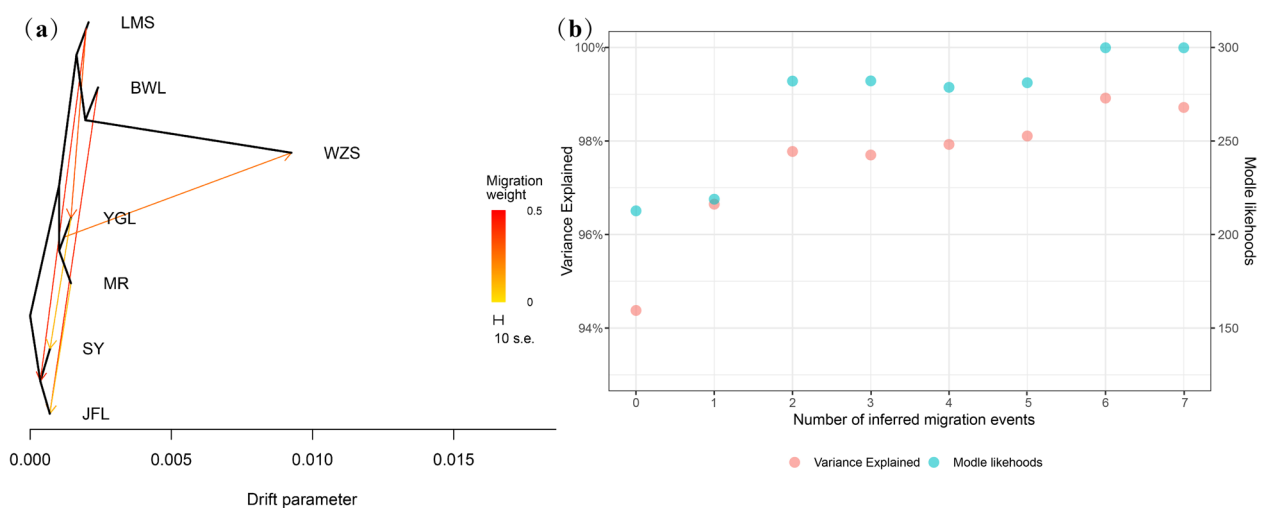 (a)
LMS
BWL
WZS
YGL
MR
SY
JFL
Migration
weight
0.5
0
10 s.e.
0.000 0.005 0.010 0.015
Drift parameter
(b)
100%
98%
96%
94%
Variance Explained
300
250
200
150
Modle likehoods
0 1 2 3 4 5 6 7
Number of inferred migration events
Variance Explained Modle likehoods